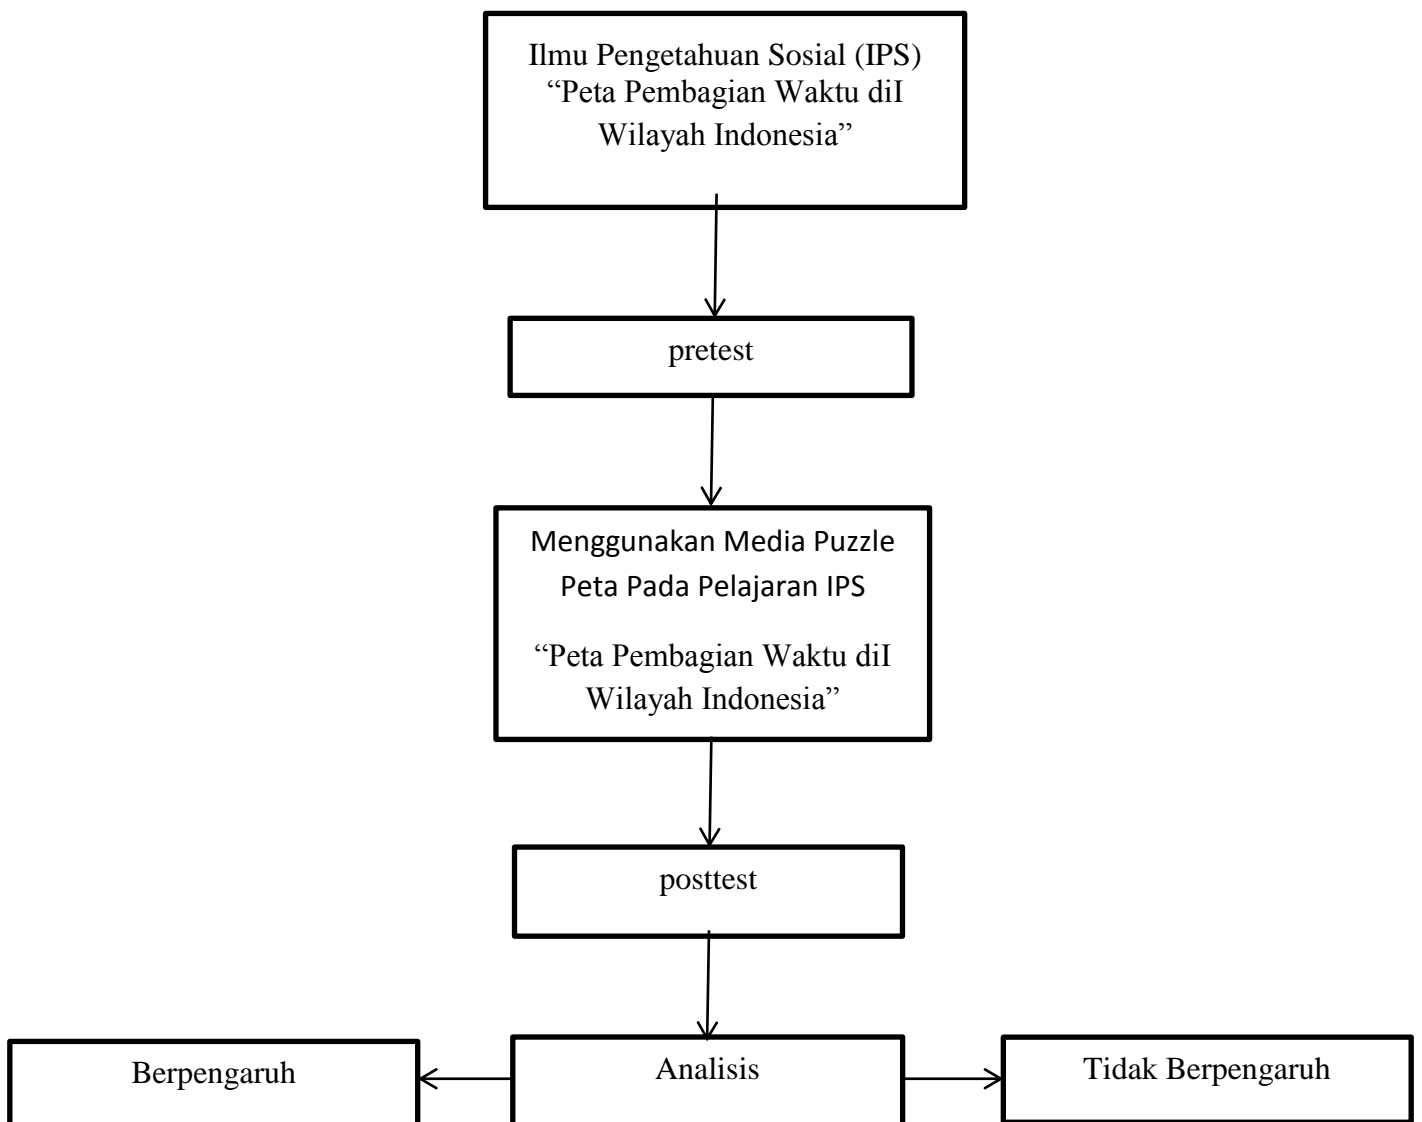 Ilmu Pengetahuan Sosial (IPS)
“Peta Pembagian Waktu diI
Wilayah Indonesia”
pretest
Menggunakan Media Puzzle
Peta Pada Pelajaran IPS
“Peta Pembagian Waktu diI
Wilayah Indonesia”
posttest
Berpengaruh
Analisis
Tidak Berpengaruh